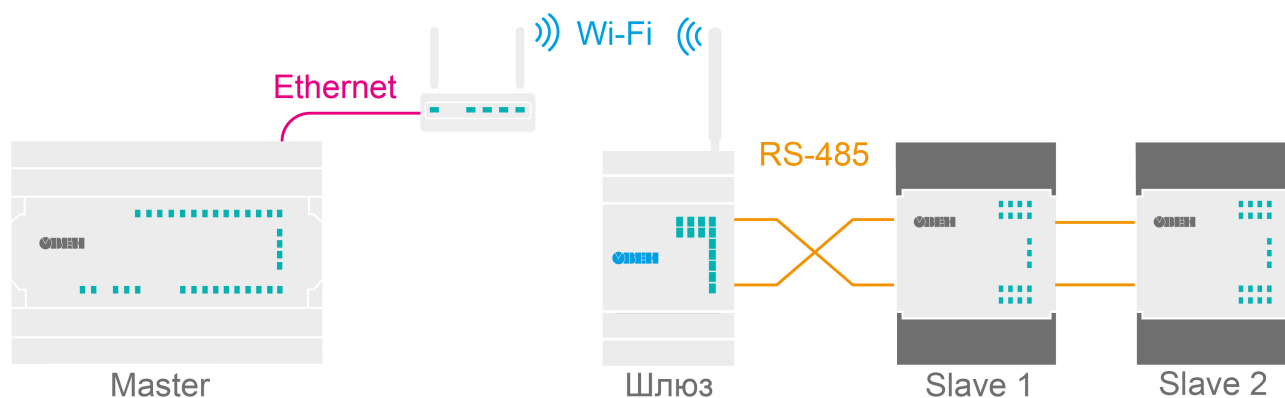 Wi-Fi
Ethernet
RS-485
ОВЕН
ОВЕН
ОВЕН
ОВЕН
Master
Шлюз
Slave 1
Slave 2